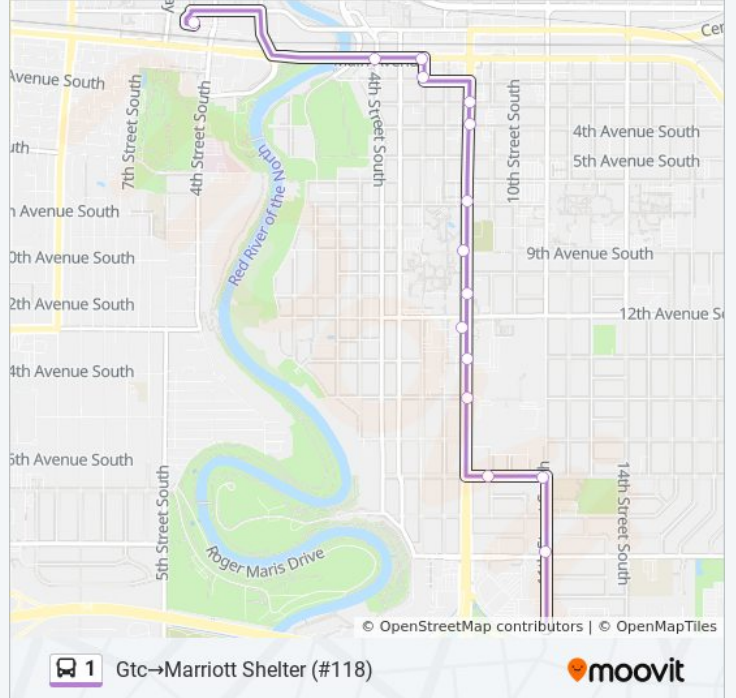 Cer
Avenue South
7th Street South
4th Street South
4th Street South
10th Street South
4th Avenue South
5th Avenue South
uth
Avenue South
Red River of the North
9th Avenue South
0th Avenue South
2th Avenue South
12th Avenue S
4th Avenue South
5th Avenue South
5th Street South
14th Street South
Roger Maris Drive
© OpenStreetMap contributors | © OpenMapTiles
1 Gtc→Marriott Shelter (#118)
moovit